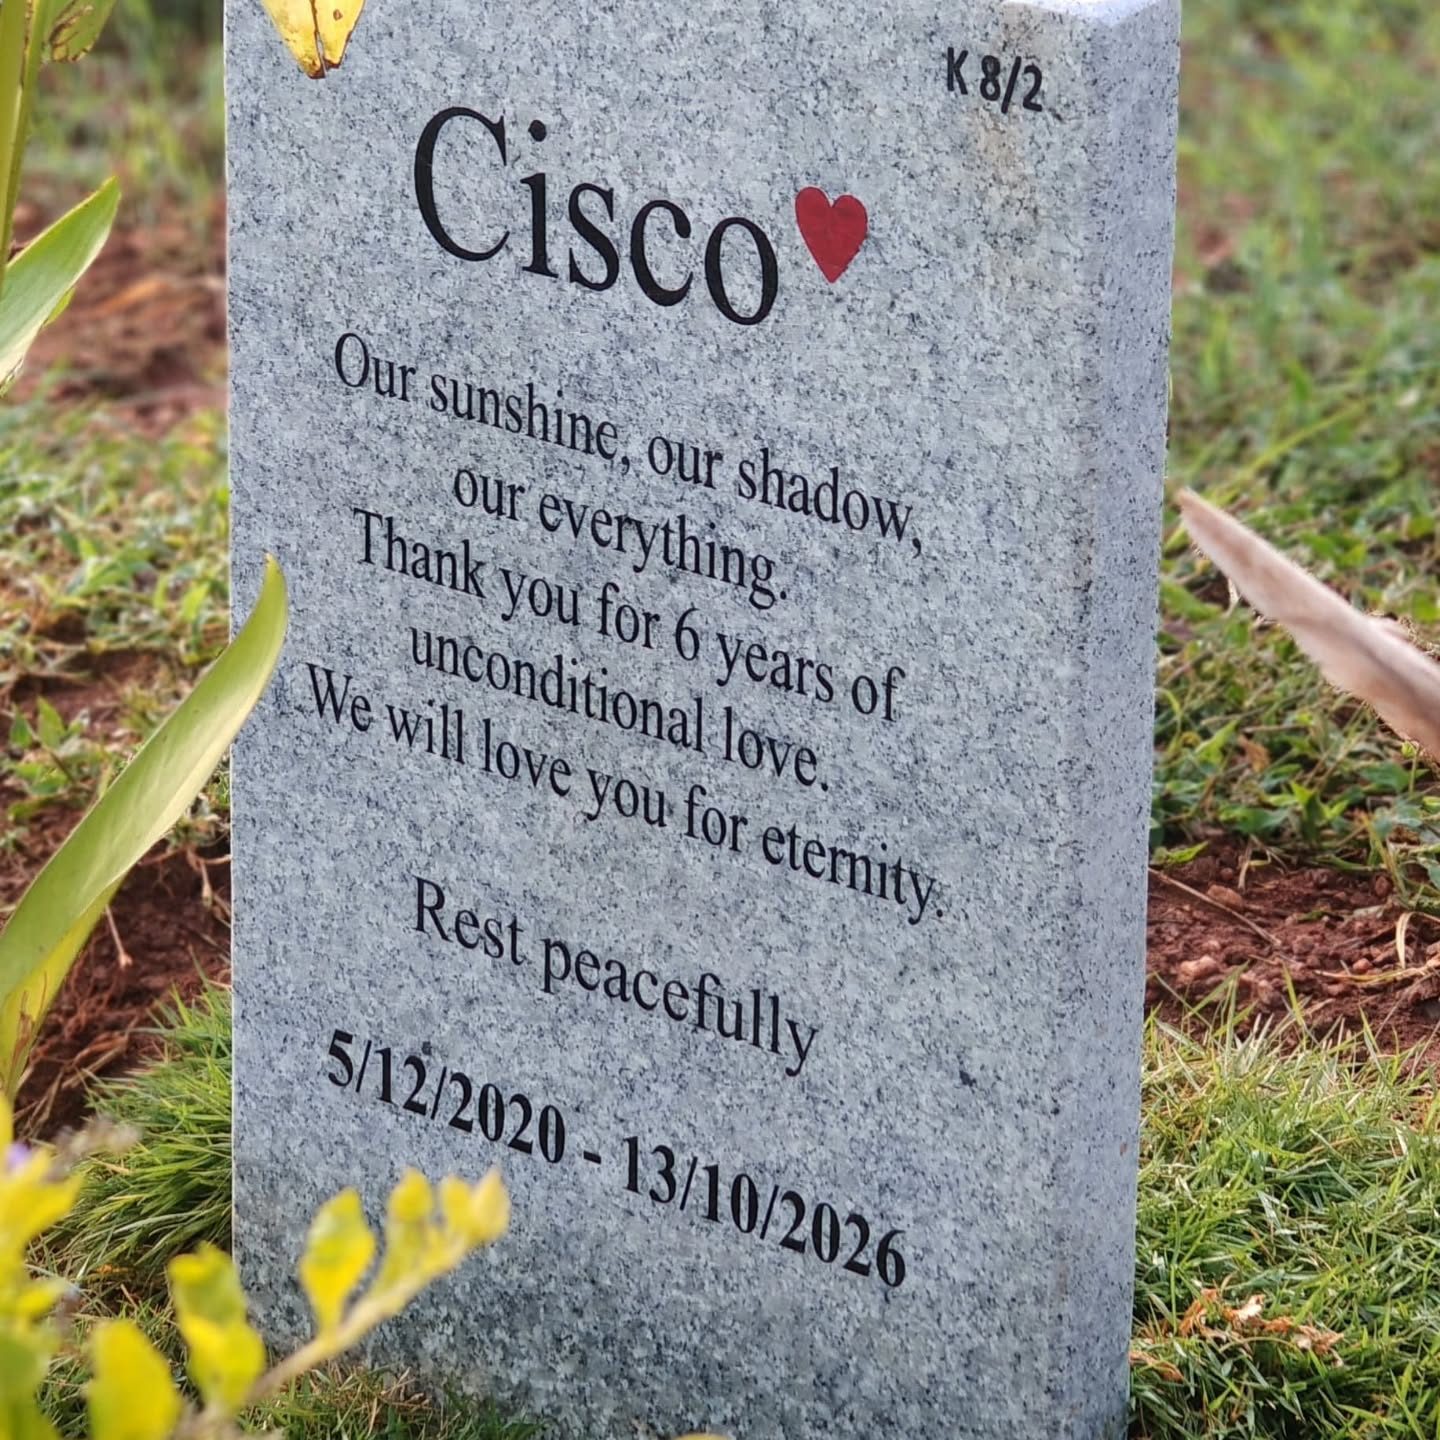 K 8/2
Cisco
Our sunshine, our shadow,
our everything.
Thank you for 6 years of
unconditional love.
We will love you for eternity.
Rest peacefully
5/12/2020 - 13/10/2026